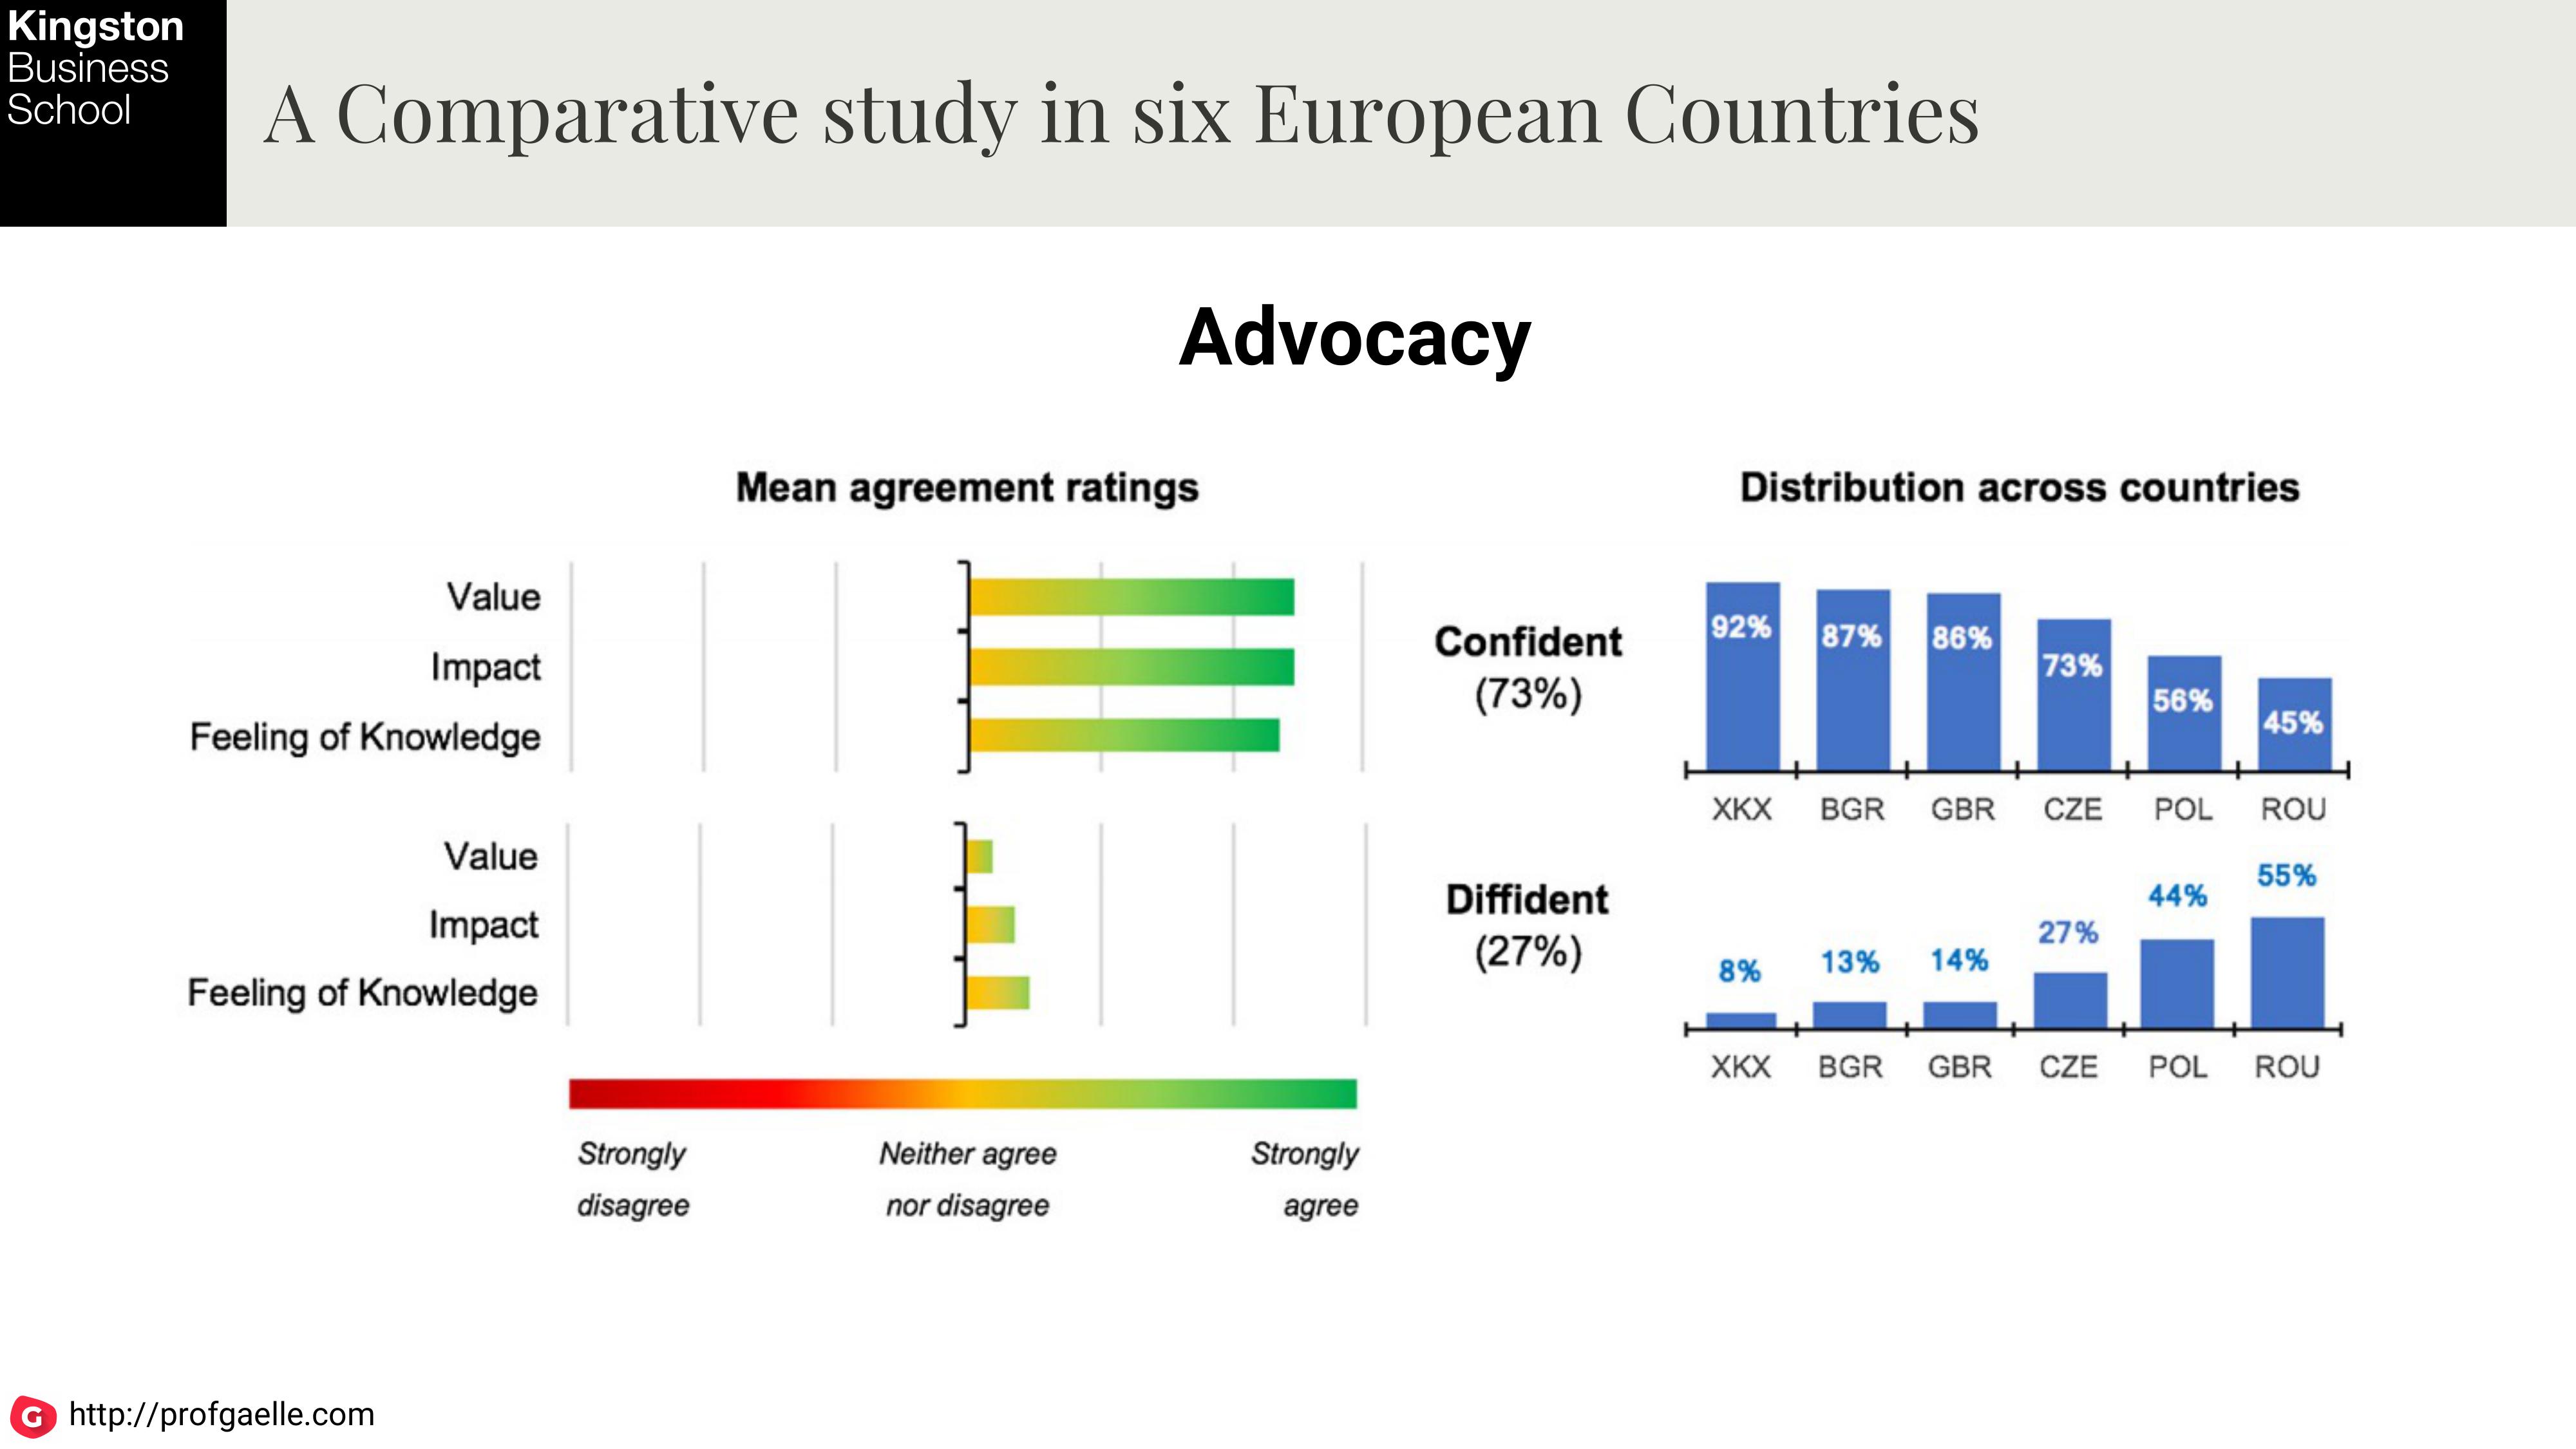 Kingston
Business
School
A Comparative study in six European Countries
Advocacy
Mean agreement ratings
Distribution across countries
Value
Impact
Feeling of Knowledge
Confident
(73%)
92%
87%
86%
73%
56%
45%
XKX
BGR
GBR
CZE
POL
ROU
Value
Impact
Feeling of Knowledge
Diffident
(27%)
8%
13%
14%
27%
44%
55%
XKX
BGR
GBR
CZE
POL
ROU
Strongly
disagree
Neither agree
nor disagree
Strongly
agree
G
http://profgaelle.com